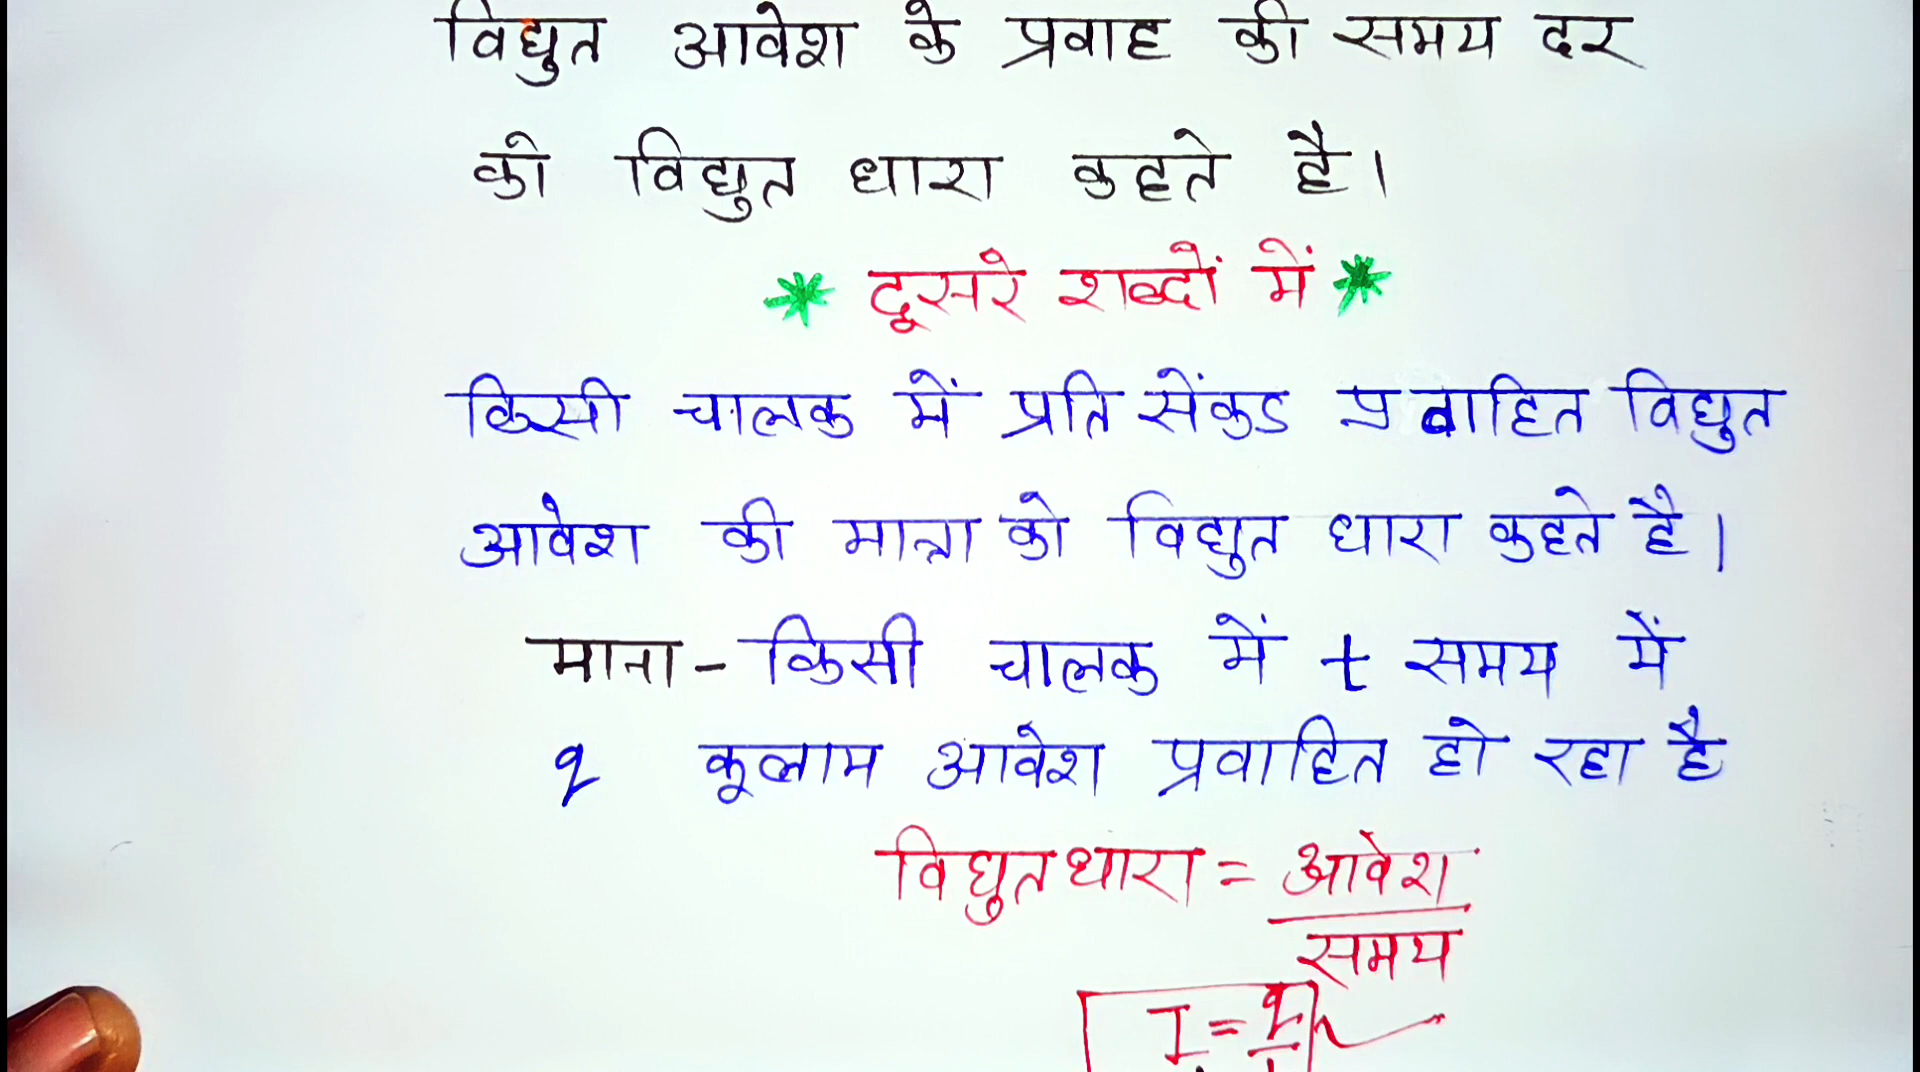 विद्युत आवेश के प्रवाह की समय दर
को विद्युत धारा कहते है।
* दूसरे शब्दों में *
किसी चालक में प्रति सेंकुड प्रवाहित विद्युत
आवेश की मात्रा को विद्युत धारा कहते है।
माना - किसी चालक में t समय में
q कूलाम आवेश प्रवाहित हो रहा है
विद्युत धारा = आवेश
समय
I = q